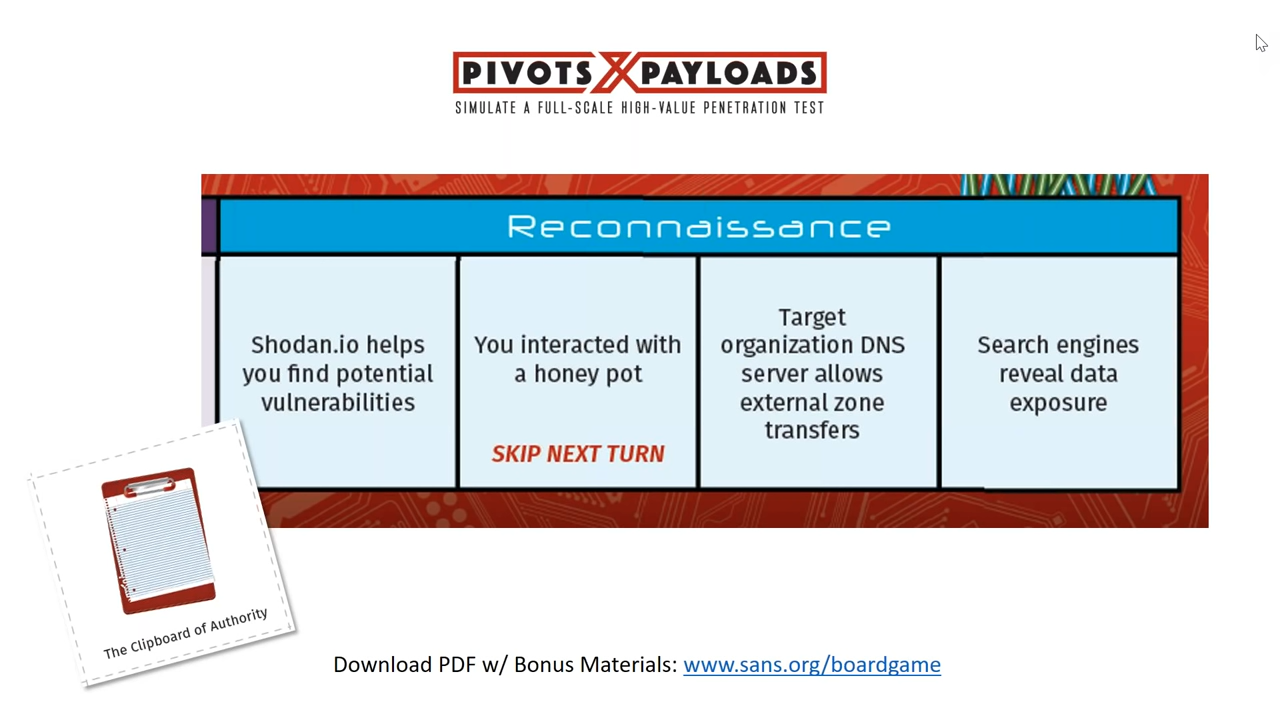 PIVOTS X PAYLOADS
SIMULATE A FULL-SCALE HIGH-VALUE PENETRATION TEST
Reconnaissance
Shodan.io helps
you find potential
vulnerabilities
You interacted with
a honey pot
SKIP NEXT TURN
Target
organization DNS
server allows
external zone
transfers
Search engines
reveal data
exposure
The Clipboard of Authority
Download PDF w/ Bonus Materials: www.sans.org/boardgame